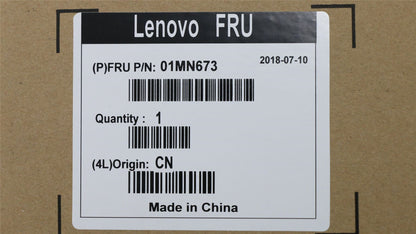 Lenovo FRU
2018-07-10
(P)FRU P/N: 01MN673
Quantity : 1
(4L)Origin: CN
Made in China